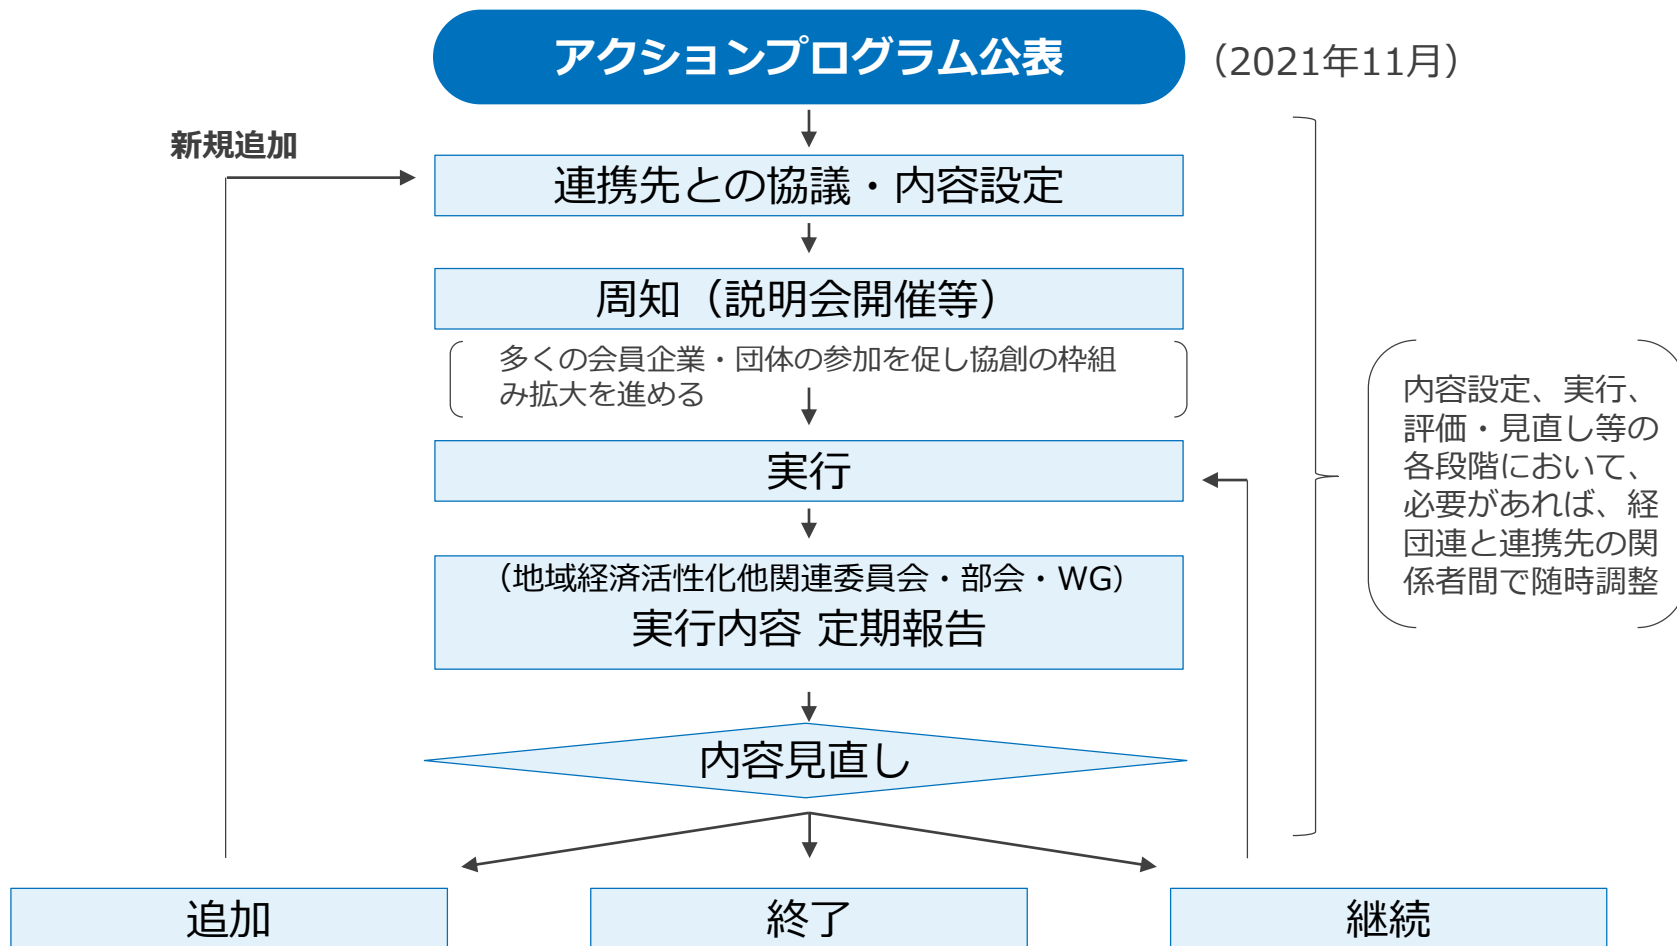 アクションプログラム公表
（2021年11月）
新規追加
連携先との協議・内容設定
周知（説明会開催等）
多くの会員企業・団体の参加を促し協創の枠組
み拡大を進める
実行
（地域経済活性化他関連委員会・部会・WG）
実行内容 定期報告
内容見直し
内容設定、実行、
評価・見直し等の
各段階において、
必要があれば、経
団連と連携先の関
係者間で随時調整
追加
終了
継続